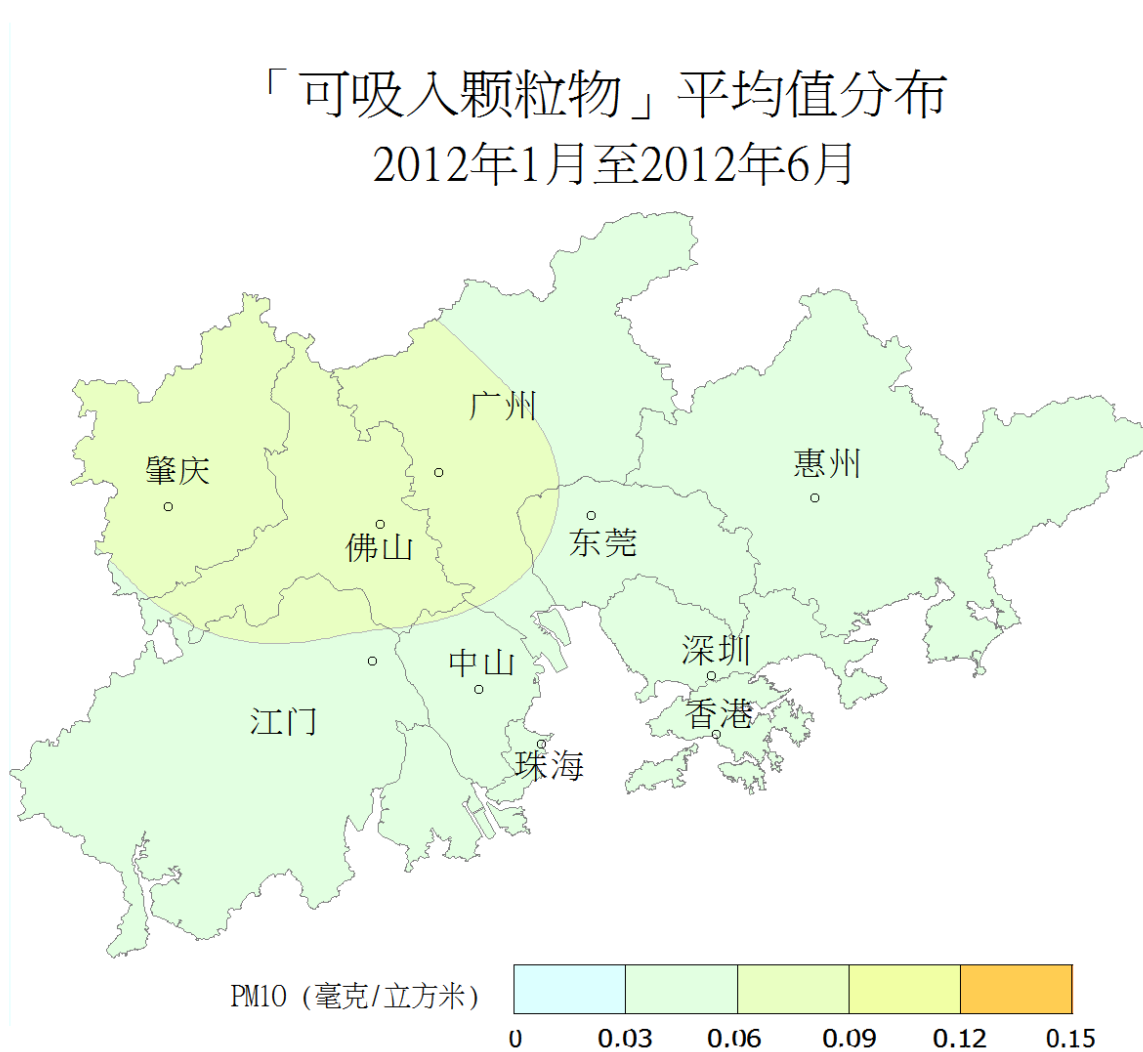 「可吸入颗粒物」平均值分布
2012年1月至2012年6月
广州
肇庆
惠州
佛山
东莞
中山
深圳
江门
香港
珠海
PM10 (毫克/立方米)
0 0.03 0.06 0.09 0.12 0.15